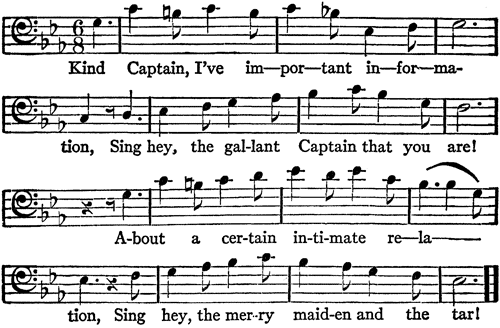 Kind Captain, I've im—por—tant in—for—ma-
tion, Sing hey, the gal-lant Captain that you are!
A-bout a cer-tain in-ti-mate re-la——
tion, Sing hey, the mer-ry maid-en and the tar!